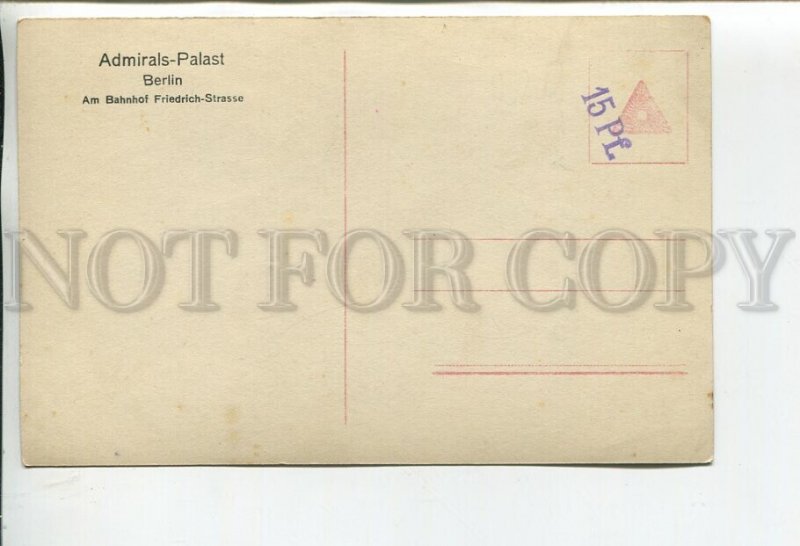 Admirals-Palast
Berlin
Am Bahnhof Friedrich-Strasse
15 Pf.
NOT FOR COPY